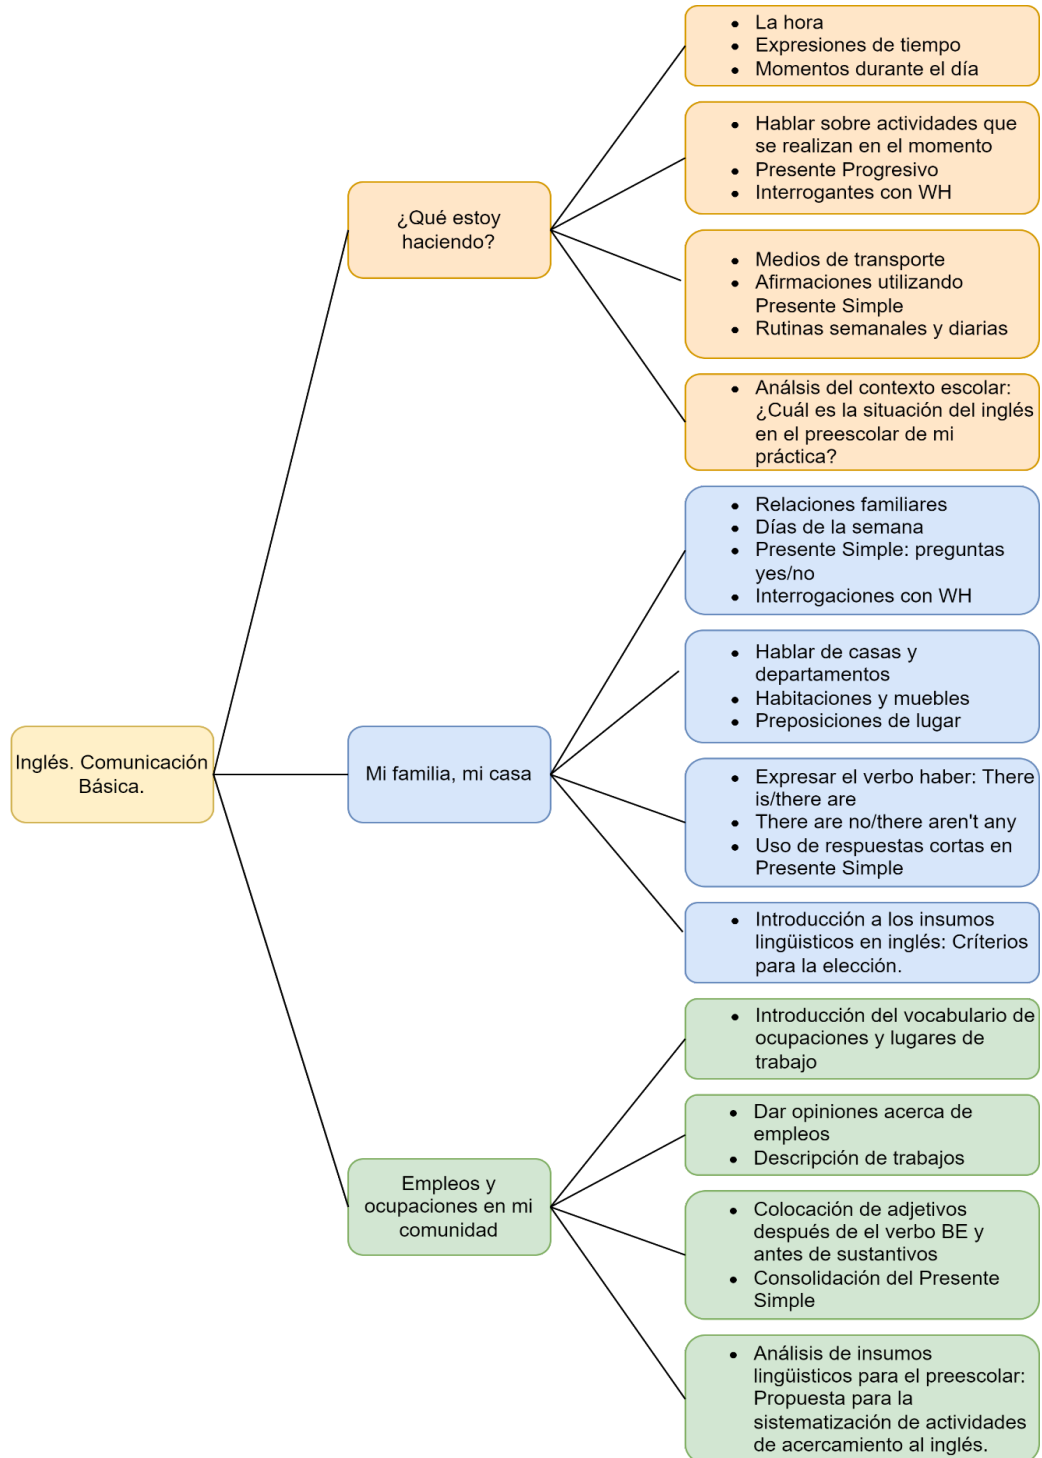 Inglés. Comunicación
Básica.
¿Qué estoy
haciendo?
• La hora
• Expresiones de tiempo
• Momentos durante el día
• Hablar sobre actividades que
se realizan en el momento
• Presente Progresivo
• Interrogantes con WH
• Medios de transporte
• Afirmaciones utilizando
Presente Simple
• Rutinas semanales y diarias
• Análsis del contexto escolar:
¿Cuál es la situación del inglés
en el preescolar de mi
práctica?
Mi familia, mi casa
• Relaciones familiares
• Días de la semana
• Presente Simple: preguntas
yes/no
• Interrogaciones con WH
• Hablar de casas y
departamentos
• Habitaciones y muebles
• Preposiciones de lugar
• Expresar el verbo haber: There
is/there are
• There are no/there aren't any
• Uso de respuestas cortas en
Presente Simple
• Introducción a los insumos
lingüisticos en inglés: Críterios
para la elección.
Empleos y
ocupaciones en mi
comunidad
• Introducción del vocabulario de
ocupaciones y lugares de
trabajo
• Dar opiniones acerca de
empleos
• Descripción de trabajos
• Colocación de adjetivos
después de el verbo BE y
antes de sustantivos
• Consolidación del Presente
Simple
• Análisis de insumos
lingüisticos para el preescolar:
Propuesta para la
sistematización de actividades
de acercamiento al inglés.